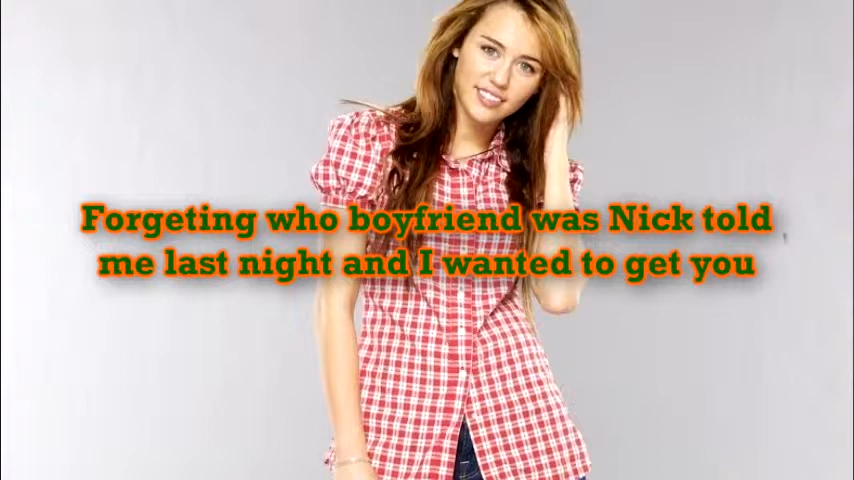 Forgeting who boyfriend was Nick told
me last night and I wanted to get you